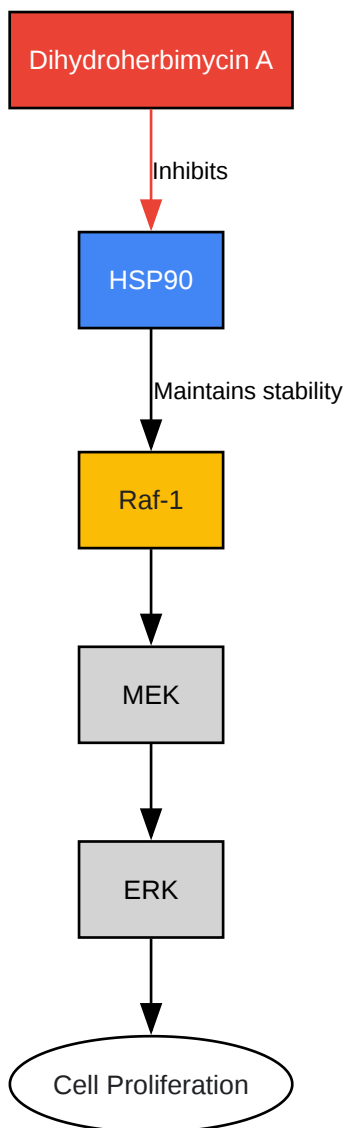 Dihydroherbimycin A
Inhibits
HSP90
Maintains stability
Raf-1
MEK
ERK
Cell Proliferation